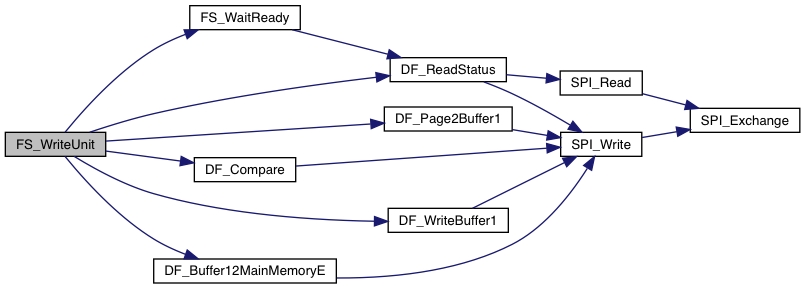 FS_WaitReady
DF_ReadStatus
SPI_Read
DF_Page2Buffer1
SPI_Exchange
FS_WriteUnit
SPI_Write
DF_Compare
DF_WriteBuffer1
DF_Buffer12MainMemoryE